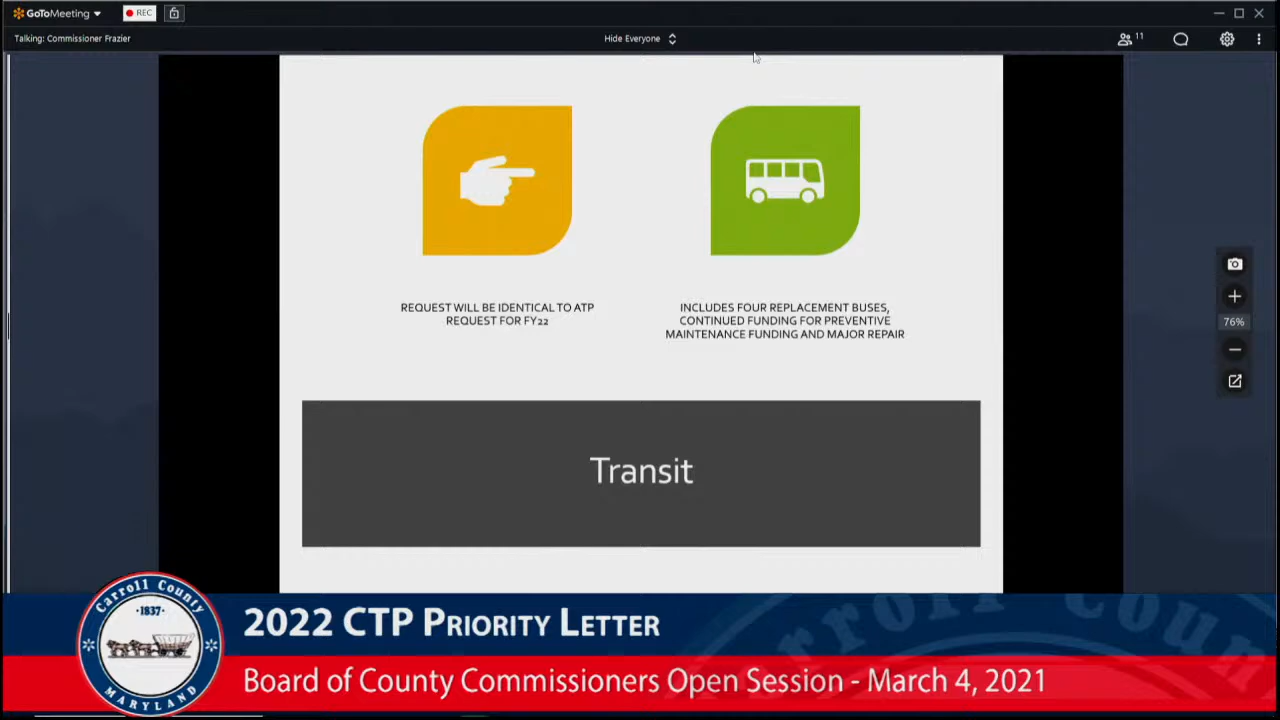 GoToMeeting
REC
Talking: Commissioner Frazier
Hide Everyone
11
REQUEST WILL BE IDENTICAL TO ATP
REQUEST FOR FY22
INCLUDES FOUR REPLACEMENT BUSES,
CONTINUED FUNDING FOR PREVENTIVE
MAINTENANCE FUNDING AND MAJOR REPAIR
76%
Transit
Carroll County
·1837·
MARYLAND
2022 CTP PRIORITY LETTER
Board of County Commissioners Open Session - March 4, 2021
Carroll County